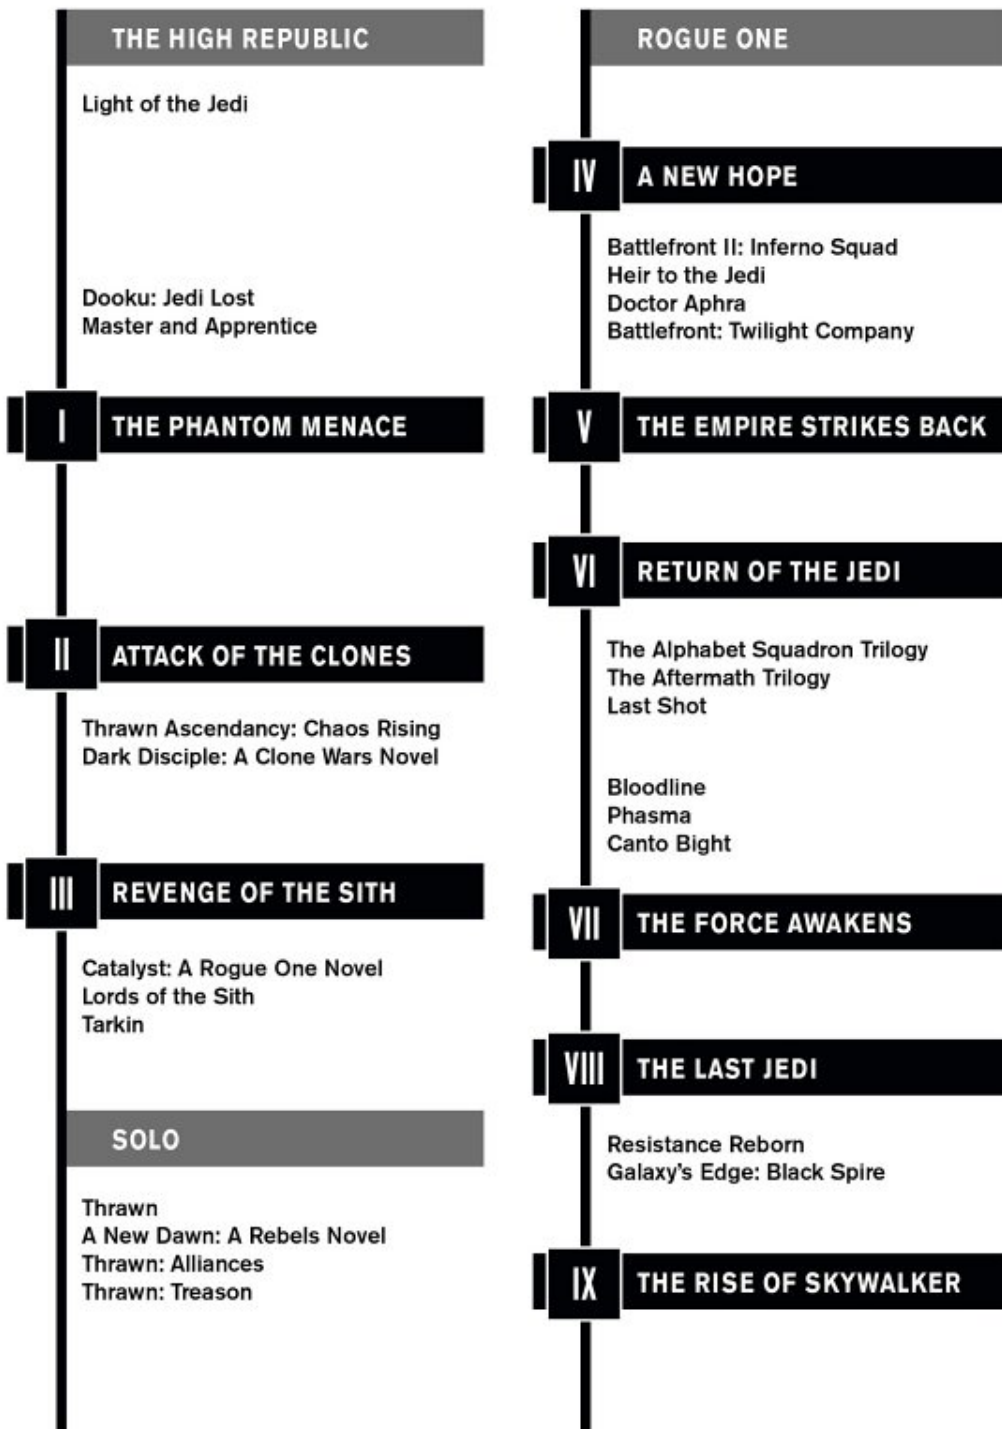 THE HIGH REPUBLIC
Light of the Jedi
Dooku: Jedi Lost
Master and Apprentice
I
THE PHANTOM MENACE
II
ATTACK OF THE CLONES
Thrawn Ascendancy: Chaos Rising
Dark Disciple: A Clone Wars Novel
III
REVENGE OF THE SITH
Catalyst: A Rogue One Novel
Lords of the Sith
Tarkin
SOLO
Thrawn
A New Dawn: A Rebels Novel
Thrawn: Alliances
Thrawn: Treason
ROGUE ONE
IV
A NEW HOPE
Battlefront II: Inferno Squad
Heir to the Jedi
Doctor Aphra
Battlefront: Twilight Company
V
THE EMPIRE STRIKES BACK
VI
RETURN OF THE JEDI
The Alphabet Squadron Trilogy
The Aftermath Trilogy
Last Shot
Bloodline
Phasma
Canto Bight
VII
THE FORCE AWAKENS
VIII
THE LAST JEDI
Resistance Reborn
Galaxy’s Edge: Black Spire
IX
THE RISE OF SKYWALKER